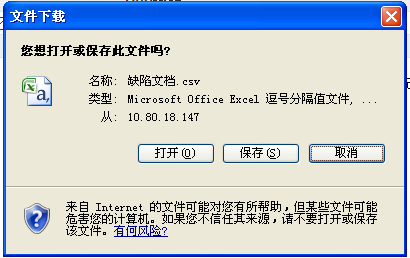 文件下载
您想打开或保存此文件吗?
名称: 缺陷文档.csv
类型: Microsoft Office Excel 逗号分隔值文件, ...
从: 10.80.18.147
打开(O)
保存(S)
取消
来自 Internet 的文件可能对您有所帮助，但某些文件可能
危害您的计算机。如果您不信任其来源，请不要打开或保存
该文件。有何风险?